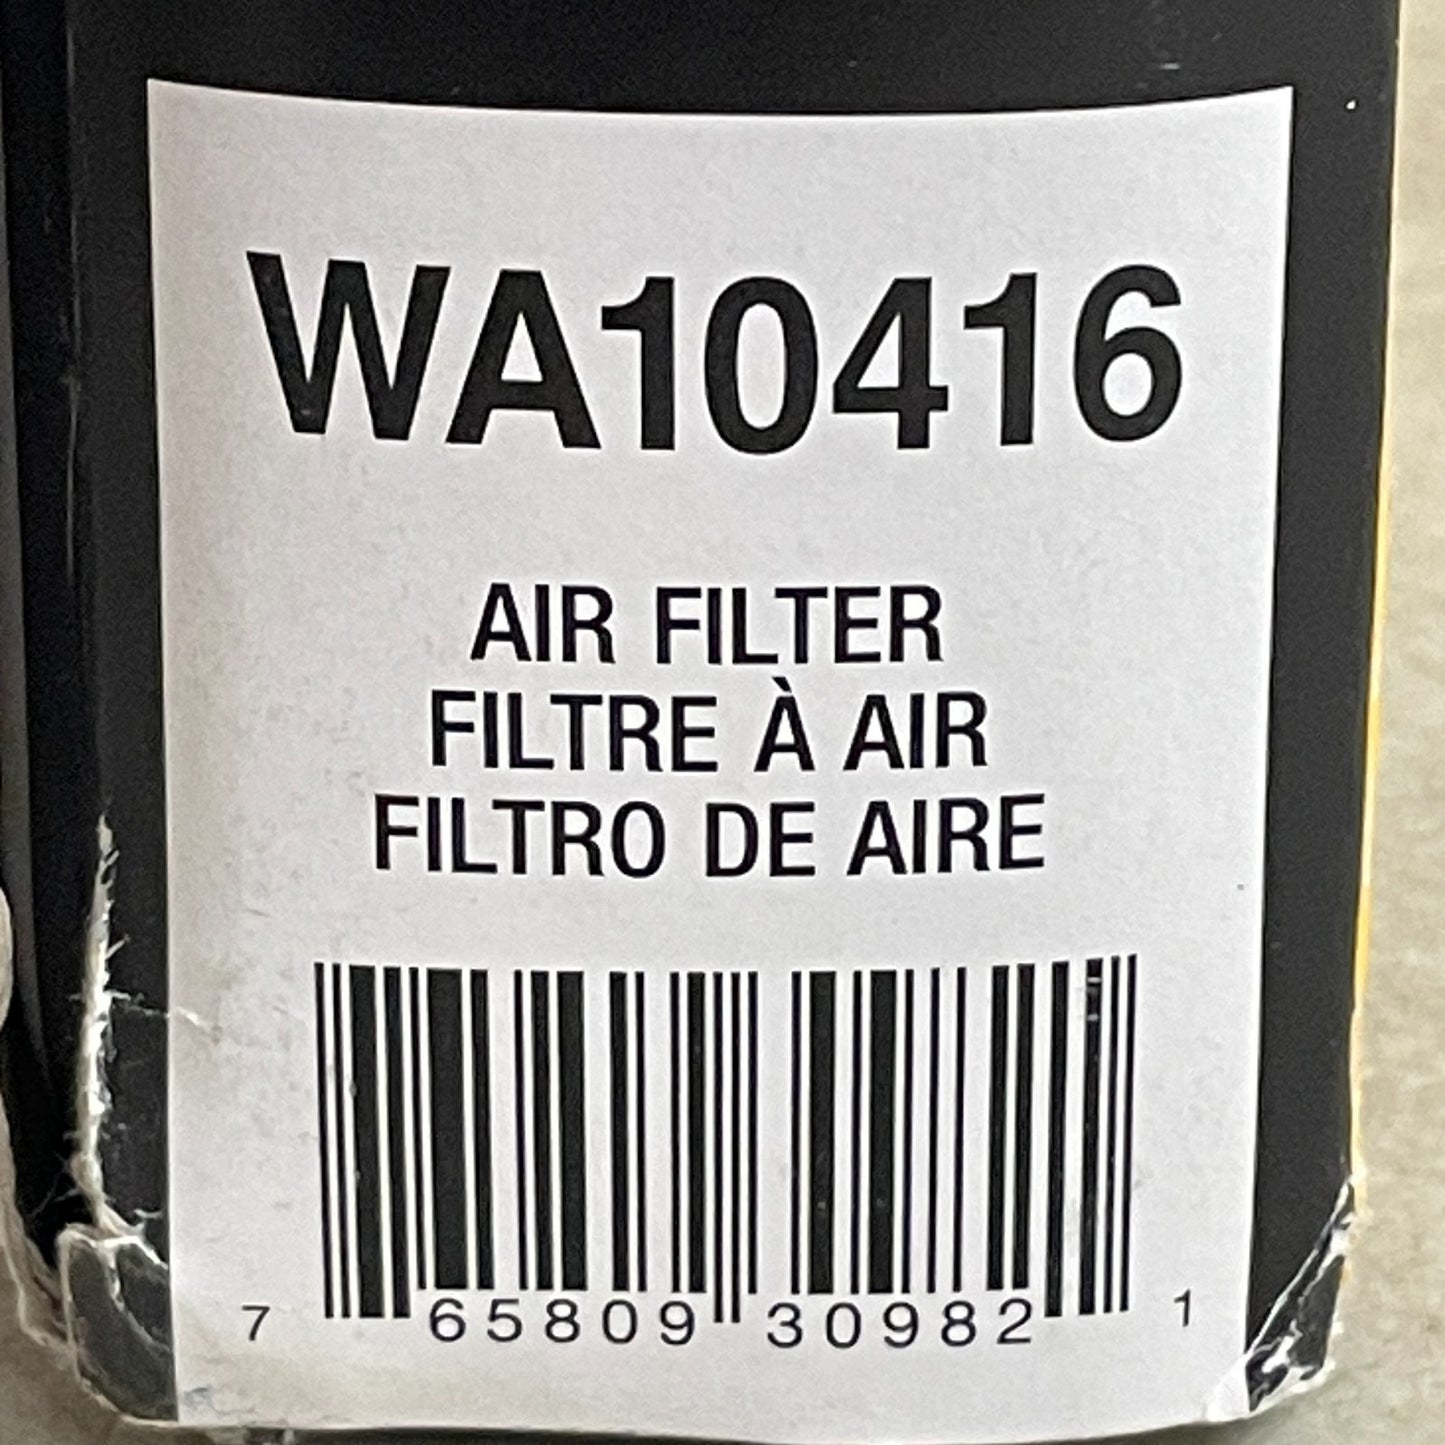 WA10416
AIR FILTER
FILTRE À AIR
FILTRO DE AIRE
7 65809 30982 1